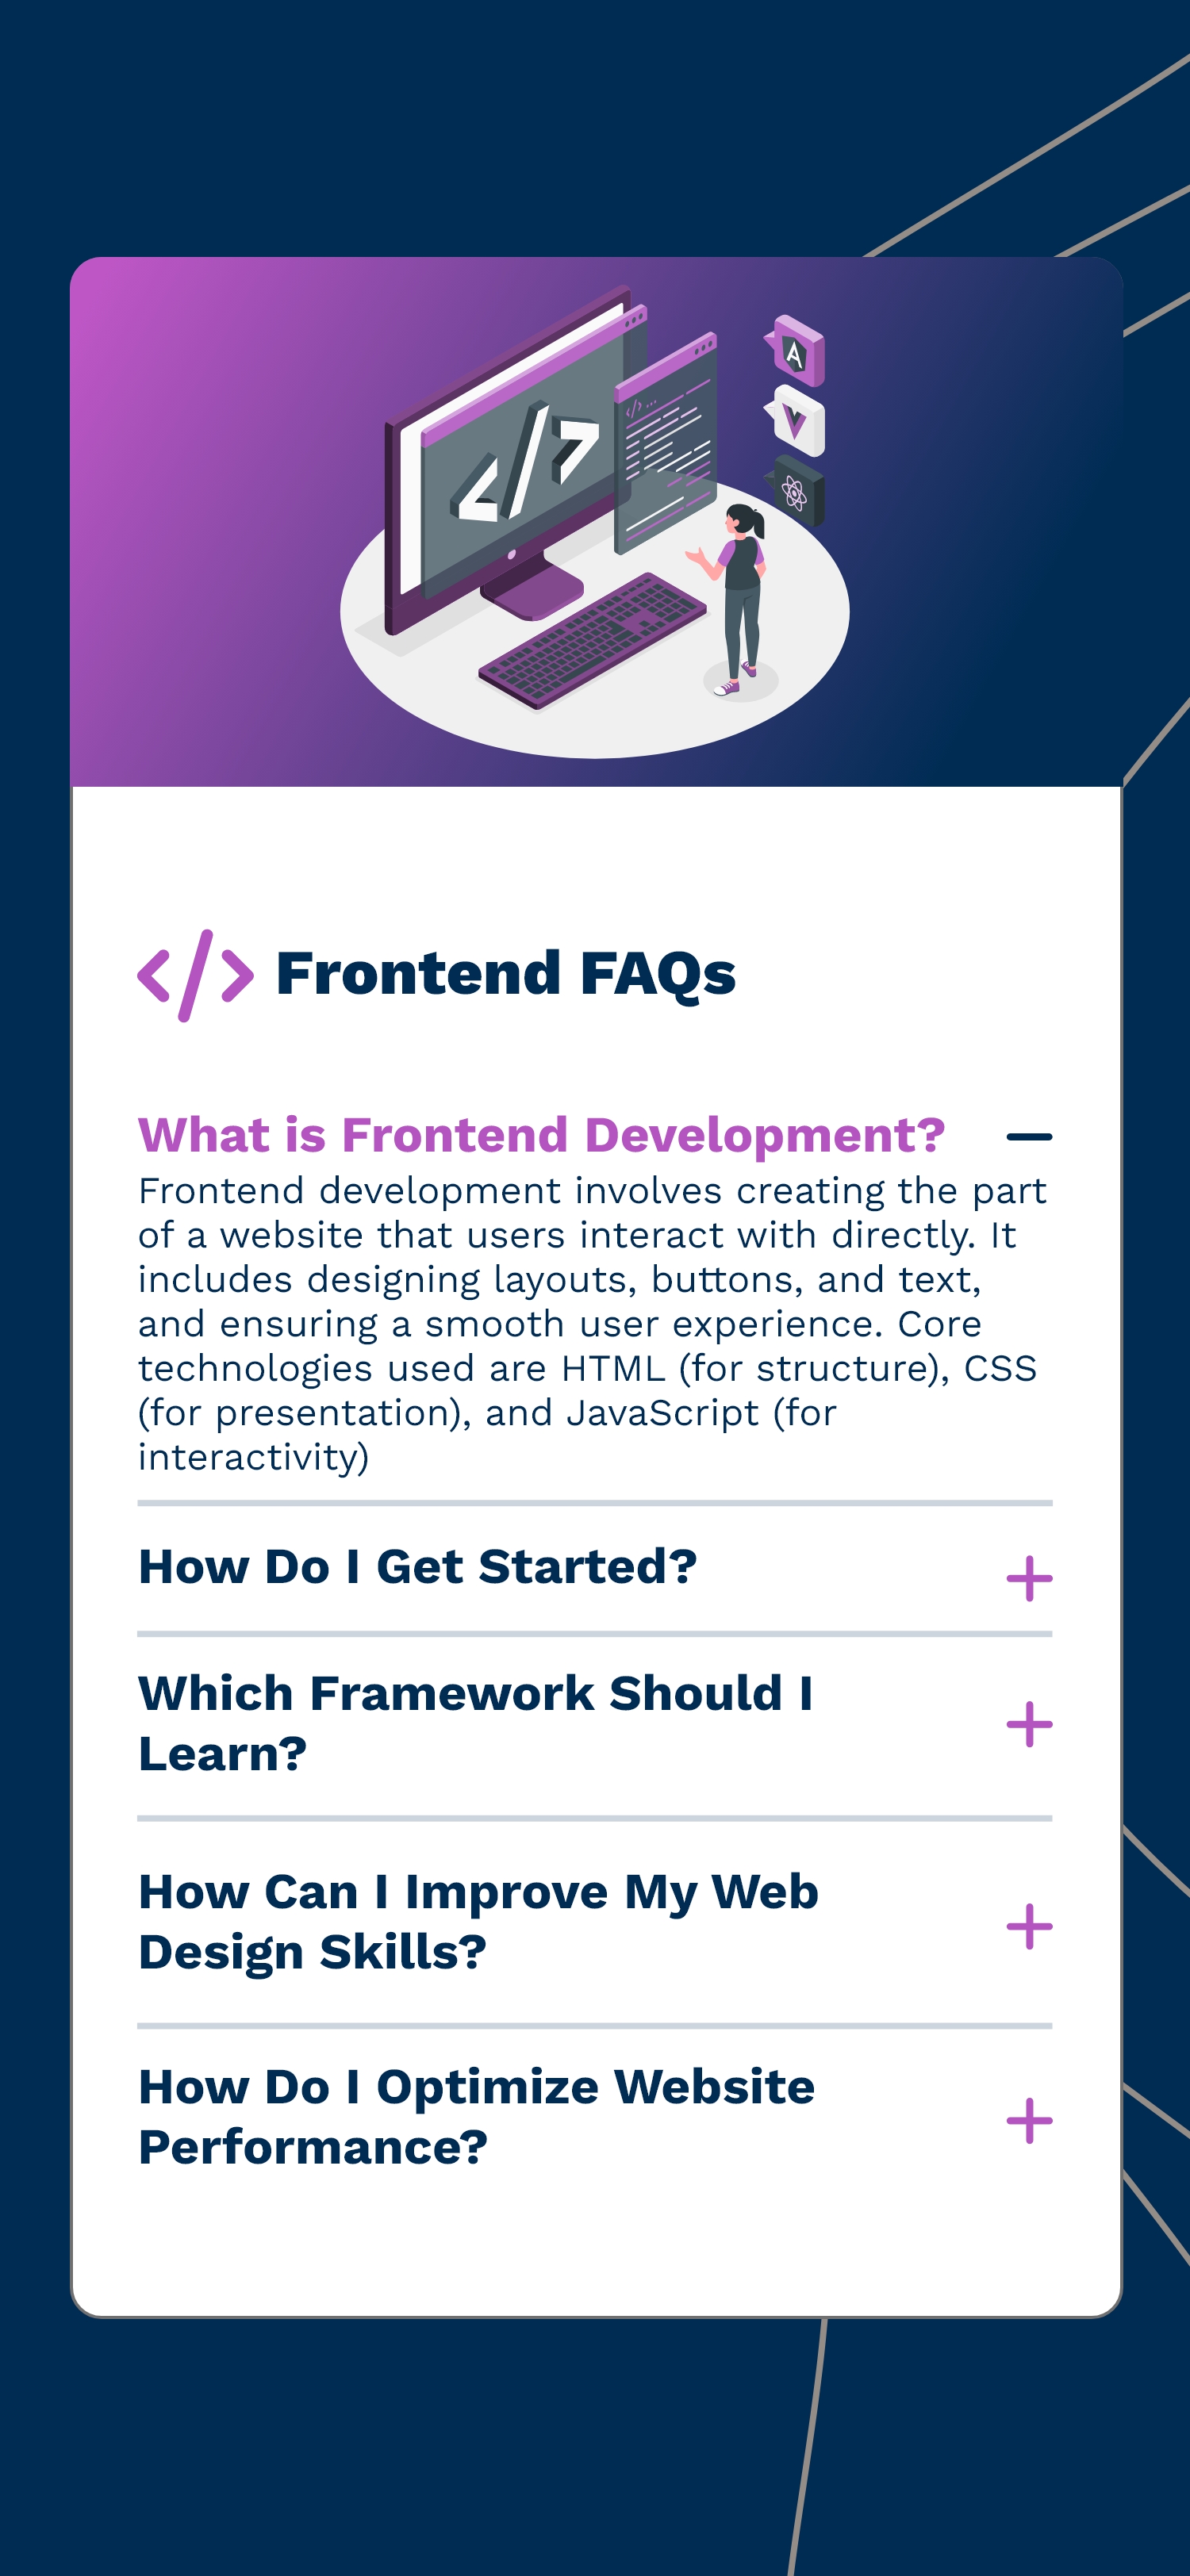 </>
</> ...
A
</> Frontend FAQs
What is Frontend Development?
Frontend development involves creating the part
of a website that users interact with directly. It
includes designing layouts, buttons, and text,
and ensuring a smooth user experience. Core
technologies used are HTML (for structure), CSS
(for presentation), and JavaScript (for
interactivity)
How Do I Get Started?
Which Framework Should I
Learn?
How Can I Improve My Web
Design Skills?
How Do I Optimize Website
Performance?